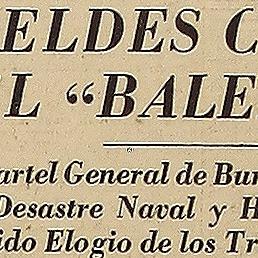 ELDES C
L “BALE
artel General de Bur
Desastre Naval y H
ido Elogio de los Tr